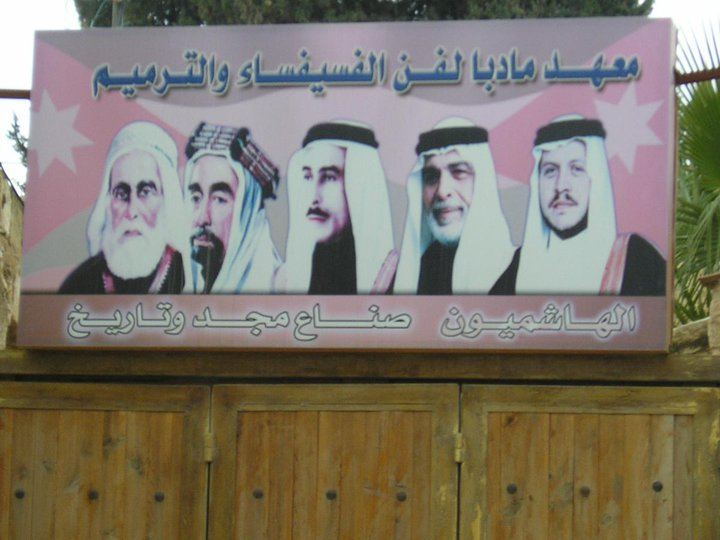 معهد مادبا لفن الفسيفساء والترميم
الهاشميون صناع مجد وتاريخ